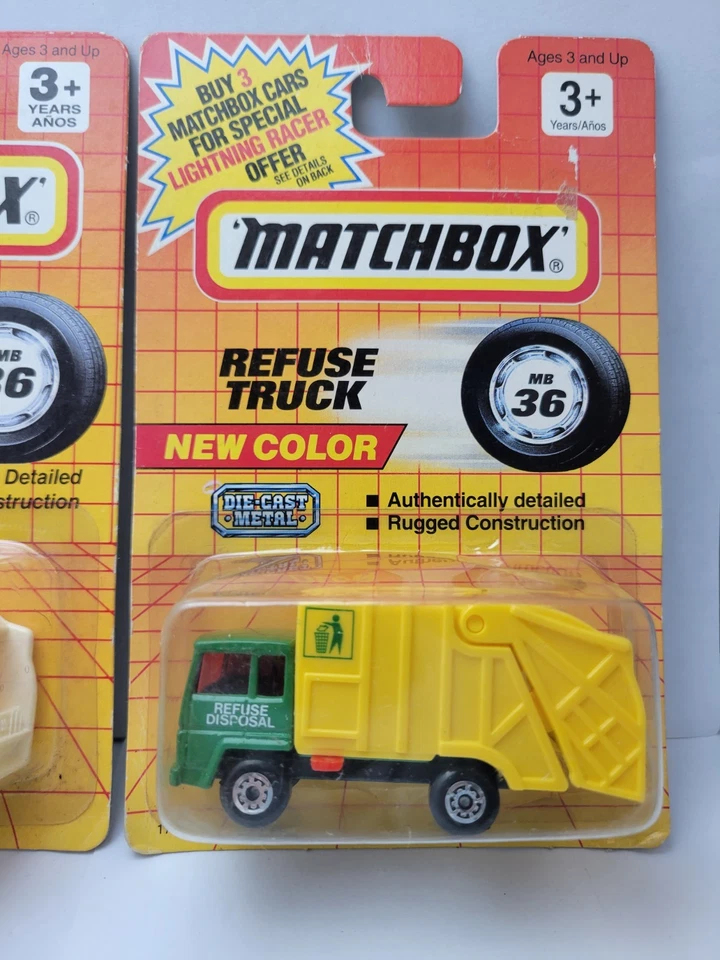 Ages 3 and Up
3+
YEARS
AÑOS
X'®
MB
36
Detailed
struction
BUY 3
MATCHBOX CARS
FOR SPECIAL
LIGHTNING RACER
OFFER
SEE DETAILS
ON BACK
Ages 3 and Up
3+
Years/Años
'MATCHBOX'®
REFUSE
TRUCK
MB
36
NEW COLOR
DIE-CAST
METAL
■ Authentically detailed
■ Rugged Construction
REFUSE
DISPOSAL